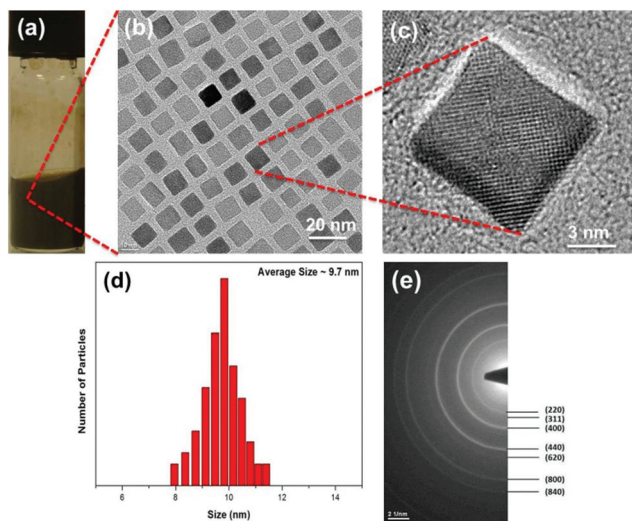 (a)
(b)
20 nm
(c)
3 nm
(d)
Average Size ~ 9.7 nm
Number of Particles
6
8
10
12
14
Size (nm)
(e)
(220)
(311)
(400)
(440)
(620)
(800)
(840)
2 1/nm